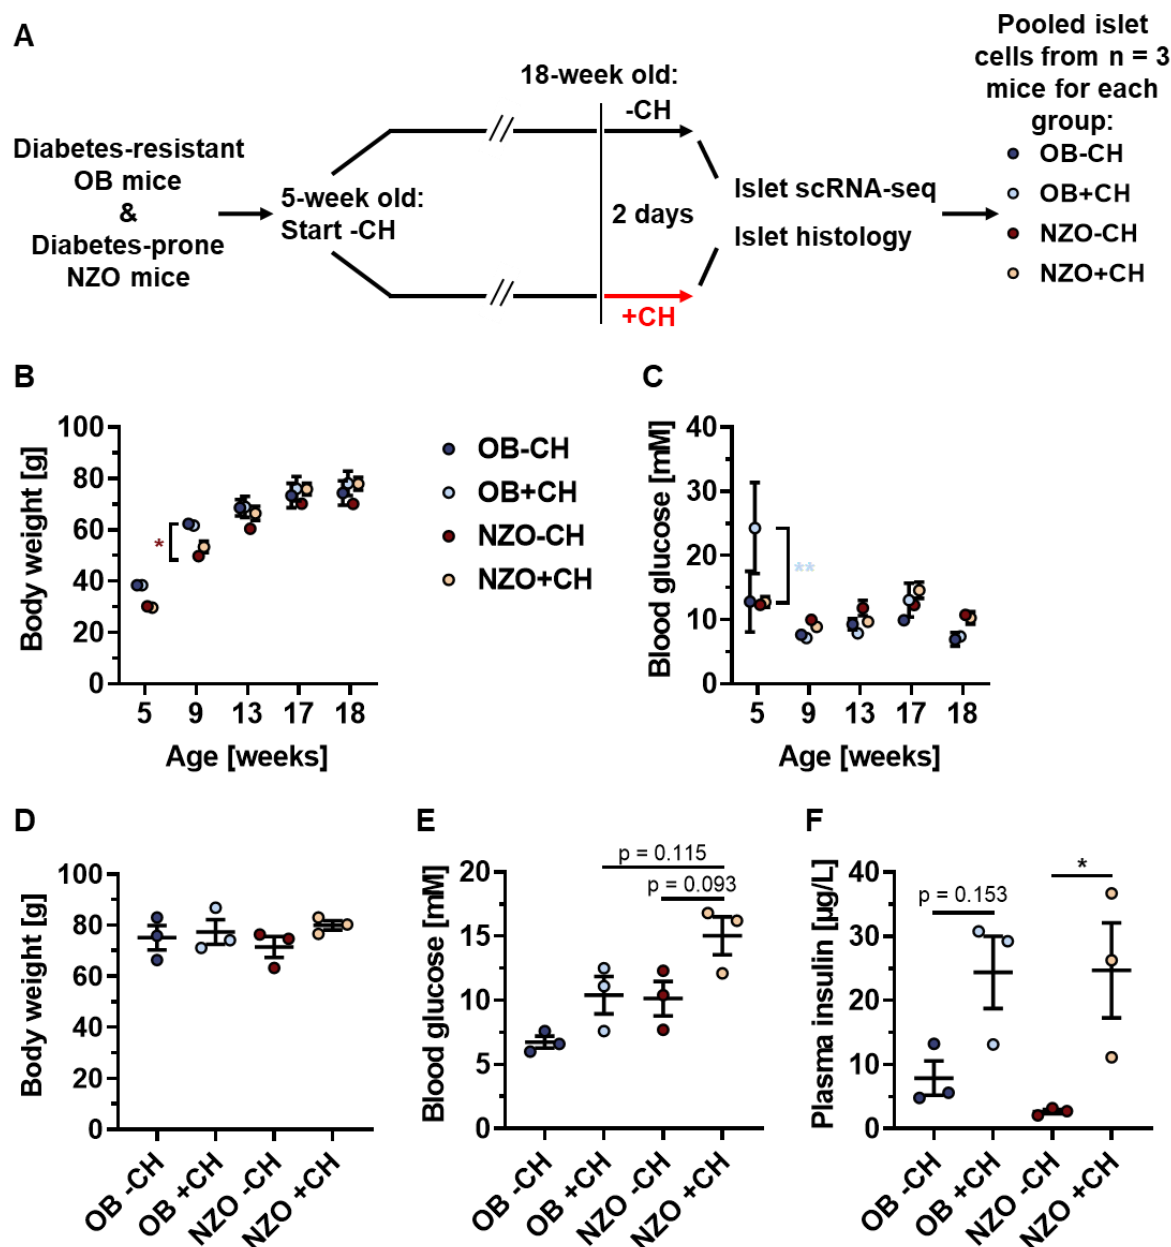 A
Diabetes-resistant
OB mice
&
Diabetes-prone
NZO mice
5-week old:
Start -CH
18-week old:
-CH
2 days
+CH
Islet scRNA-seq
Islet histology
Pooled islet
cells from n = 3
mice for each
group:
OB-CH
OB+CH
NZO-CH
NZO+CH
B
Body weight [g]
100
80
60
40
20
0
*
5 9 13 17 18
Age [weeks]
OB-CH
OB+CH
NZO-CH
NZO+CH
C
Blood glucose [mM]
40
30
20
10
0
**
5 9 13 17 18
Age [weeks]
D
Body weight [g]
100
80
60
40
20
0
OB -CH
OB +CH
NZO -CH
NZO +CH
E
Blood glucose [mM]
20
15
10
5
0
p = 0.115
p = 0.093
OB -CH
OB +CH
NZO -CH
NZO +CH
F
Plasma insulin [µg/L]
40
30
20
10
0
p = 0.153
*
OB -CH
OB +CH
NZO -CH
NZO +CH